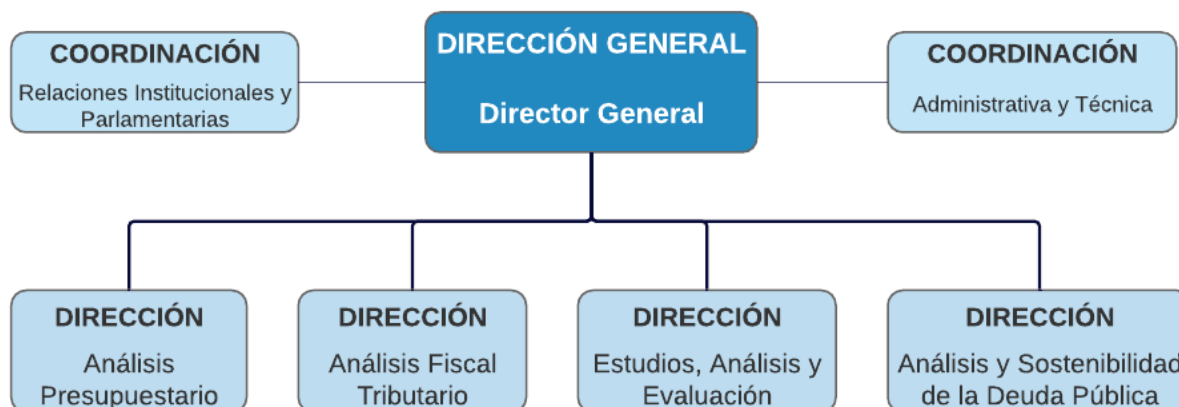 COORDINACIÓN
Relaciones Institucionales y
Parlamentarias
DIRECCIÓN GENERAL
Director General
COORDINACIÓN
Administrativa y Técnica
DIRECCIÓN
Análisis
Presupuestario
DIRECCIÓN
Análisis Fiscal
Tributario
DIRECCIÓN
Estudios, Análisis y
Evaluación
DIRECCIÓN
Análisis y Sostenibilidad
de la Deuda Pública